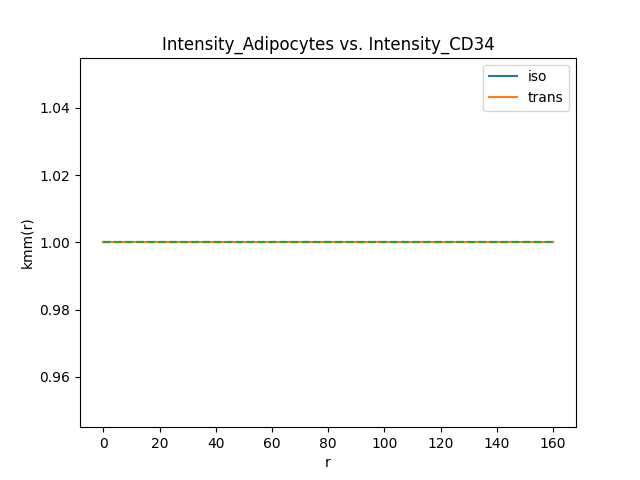 Intensity_Adipocytes vs. Intensity_CD34
iso
trans
1.04
1.02
1.00
0.98
0.96
kmm(r)
0 20 40 60 80 100 120 140 160
r